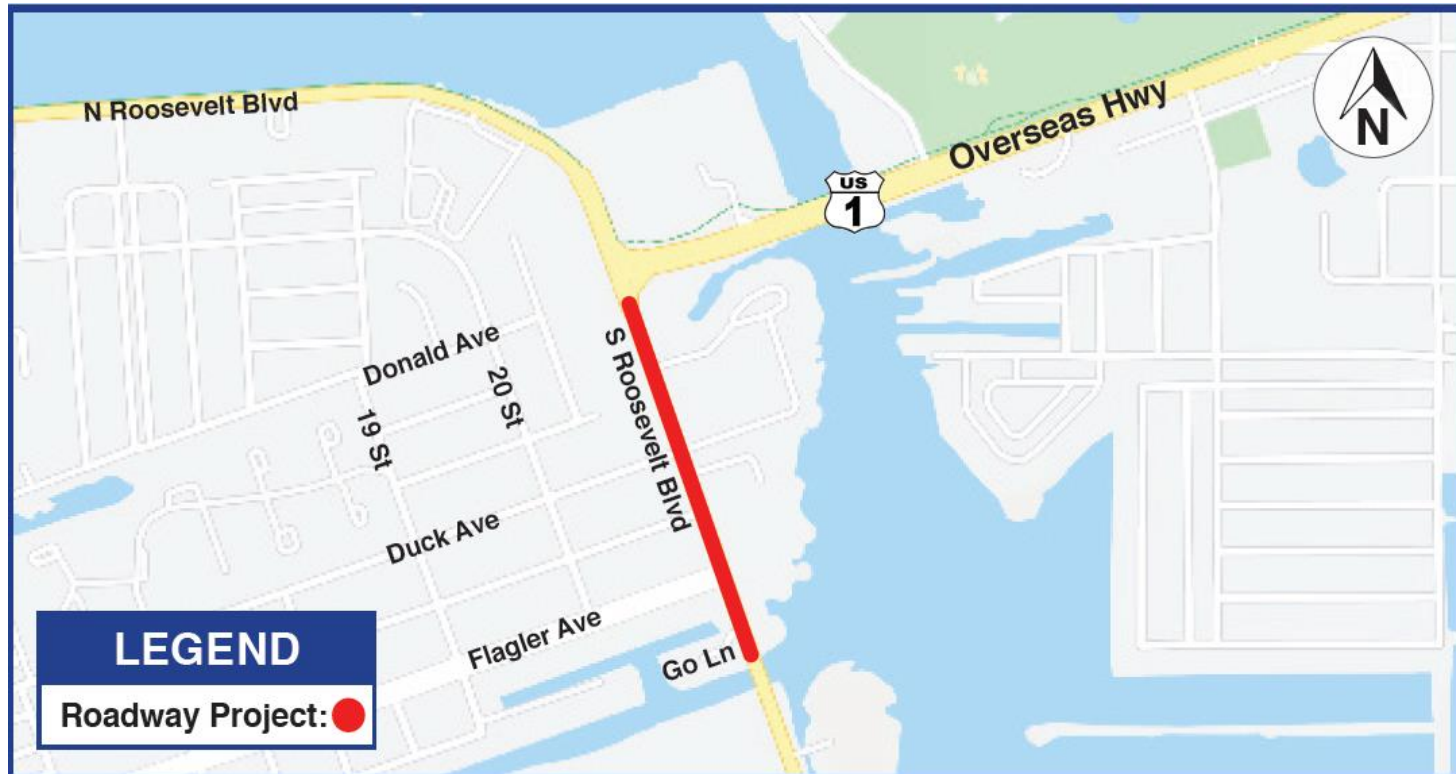 N Roosevelt Blvd
Overseas Hwy
N
US
1
Donald Ave
S Roosevelt Blvd
20 St
19 St
Duck Ave
Flagler Ave
Go Ln
LEGEND
Roadway Project: